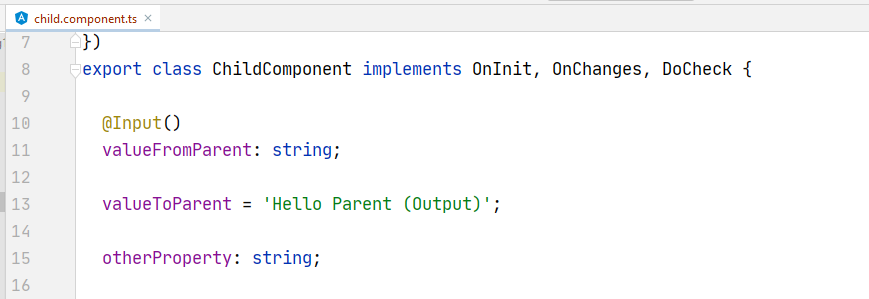 child.component.ts
7 })
8 export class ChildComponent implements OnInit, OnChanges, DoCheck {
9
10 @Input()
11 valueFromParent: string;
12
13 valueToParent = 'Hello Parent (Output)';
14
15 otherProperty: string;
16